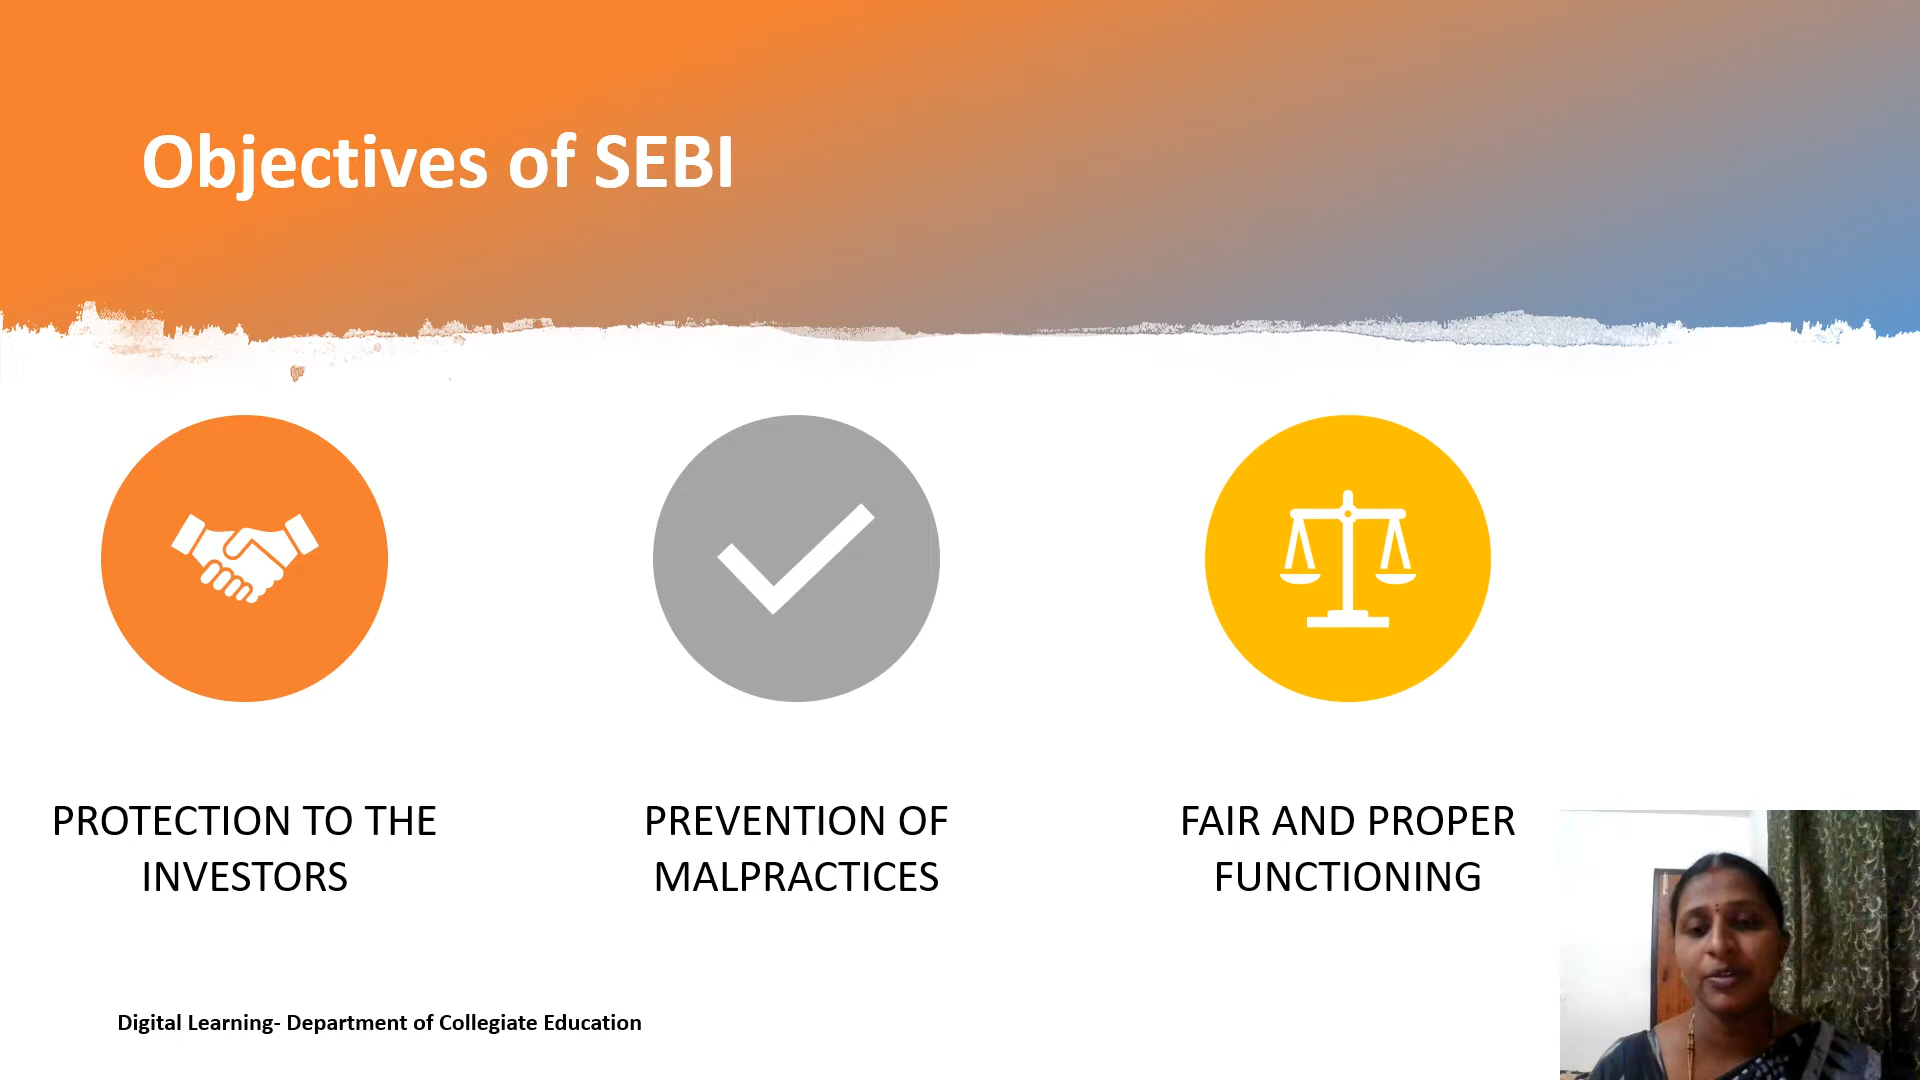 Objectives of SEBI
PROTECTION TO THE
INVESTORS
PREVENTION OF
MALPRACTICES
FAIR AND PROPER
FUNCTIONING
Digital Learning- Department of Collegiate Education